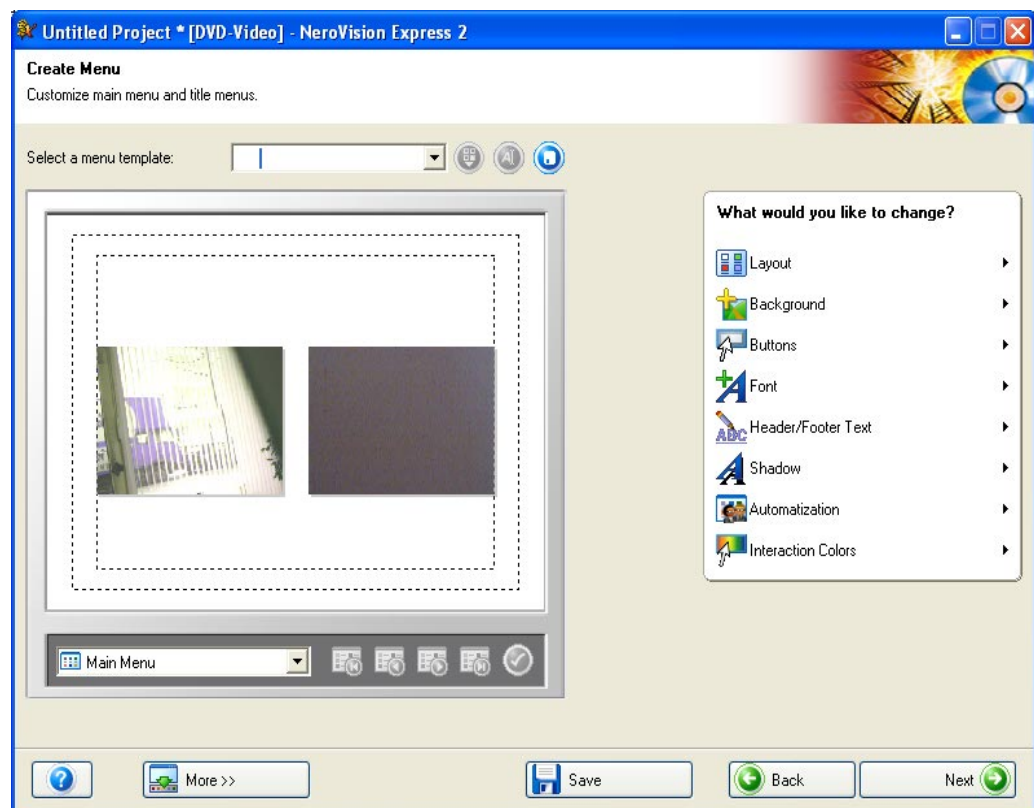 Untitled Project * [DVD-Video] - NeroVision Express 2
Create Menu
Customize main menu and title menus.
Select a menu template:
What would you like to change?
Layout
Background
Buttons
Font
ABC Header/Footer Text
Shadow
Automatization
Interaction Colors
Main Menu
More >>
Save
Back
Next